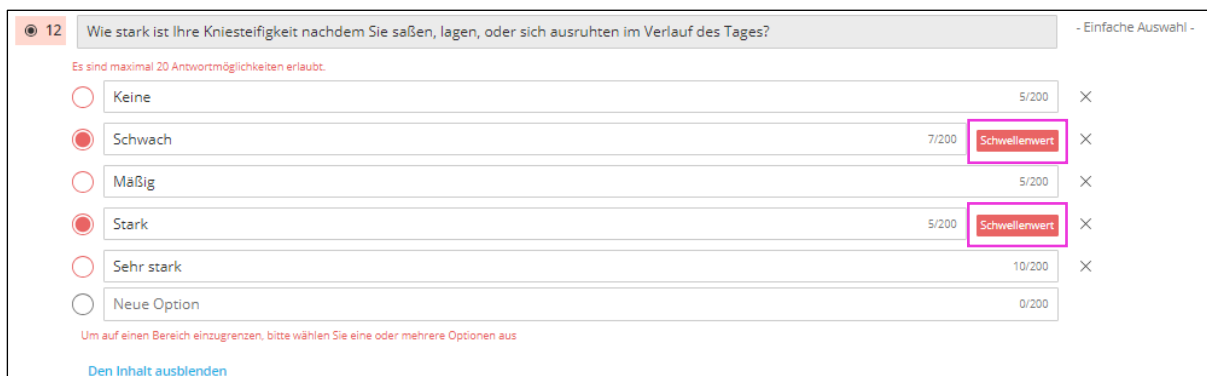 12 Wie stark ist Ihre Kniesteifigkeit nachdem Sie saßen, lagen, oder sich ausruhten im Verlauf des Tages? - Einfache Auswahl -
Es sind maximal 20 Antwortmöglichkeiten erlaubt.
Keine 5/200
Schwach 7/200 Schwellenwert
Mäßig 5/200
Stark 5/200 Schwellenwert
Sehr stark 10/200
Neue Option 0/200
Um auf einen Bereich einzugrenzen, bitte wählen Sie eine oder mehrere Optionen aus
Den Inhalt ausblenden